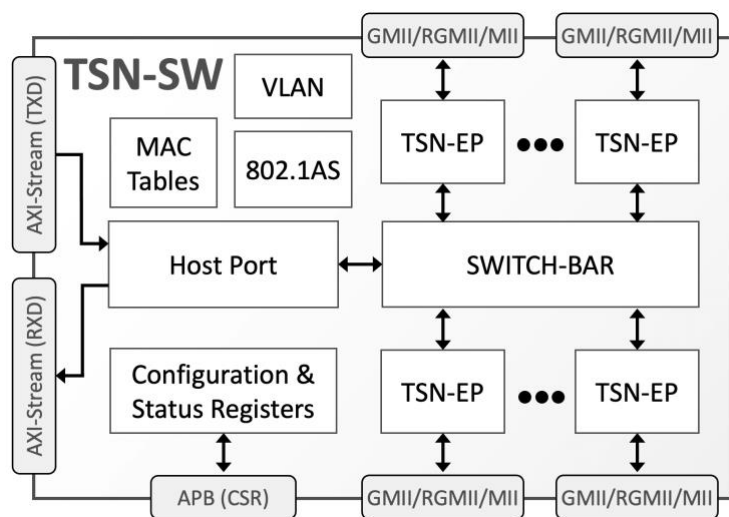 GMII/RGMII/MII
GMII/RGMII/MII
TSN-SW
AXI-Stream (TXD)
VLAN
MAC
Tables
802.1AS
TSN-EP
TSN-EP
Host Port
SWITCH-BAR
AXI-Stream (RXD)
Configuration &
Status Registers
TSN-EP
TSN-EP
APB (CSR)
GMII/RGMII/MII
GMII/RGMII/MII